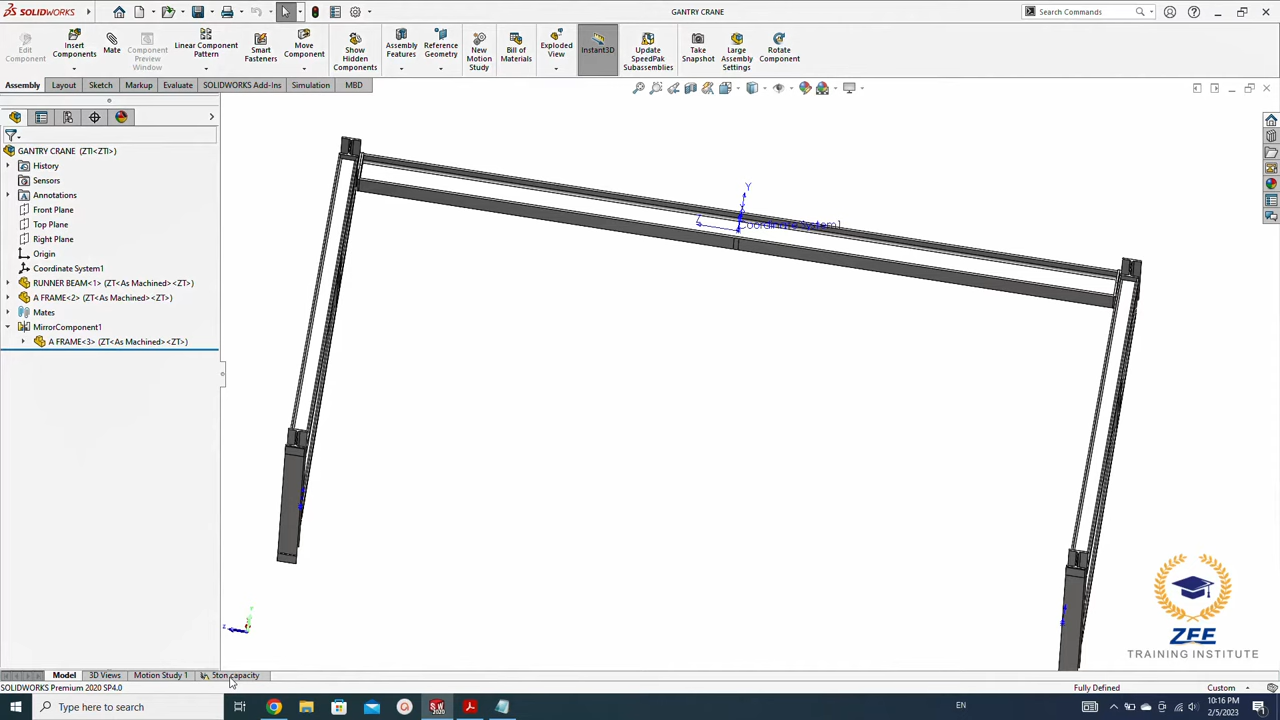 SOLIDWORKS
GANTRY CRANE
Search Commands
Edit Component
Insert Components
Mate
Component Preview Window
Linear Component Pattern
Smart Fasteners
Move Component
Show Hidden Components
Assembly Features
Reference Geometry
New Motion Study
Bill of Materials
Exploded View
Instant3D
Update SpeedPak Subassemblies
Take Snapshot
Large Assembly Settings
Rotate Component
Assembly Layout Sketch Markup Evaluate SOLIDWORKS Add-Ins Simulation MBD
GANTRY CRANE (ZTI<ZTI>)
History
Sensors
Annotations
Front Plane
Top Plane
Right Plane
Origin
Coordinate System1
RUNNER BEAM<1> (ZT<As Machined><ZT>)
A FRAME<2> (ZT<As Machined><ZT>)
Mates
MirrorComponent1
A FRAME<3> (ZT<As Machined><ZT>)
Y
Coordinate System1
ZFE
TRAINING INSTITUTE
Model 3D Views Motion Study 1 5ton capacity
SOLIDWORKS Premium 2020 SP4.0
Fully Defined
Custom
Type here to search
EN
10:16 PM
2/5/2023